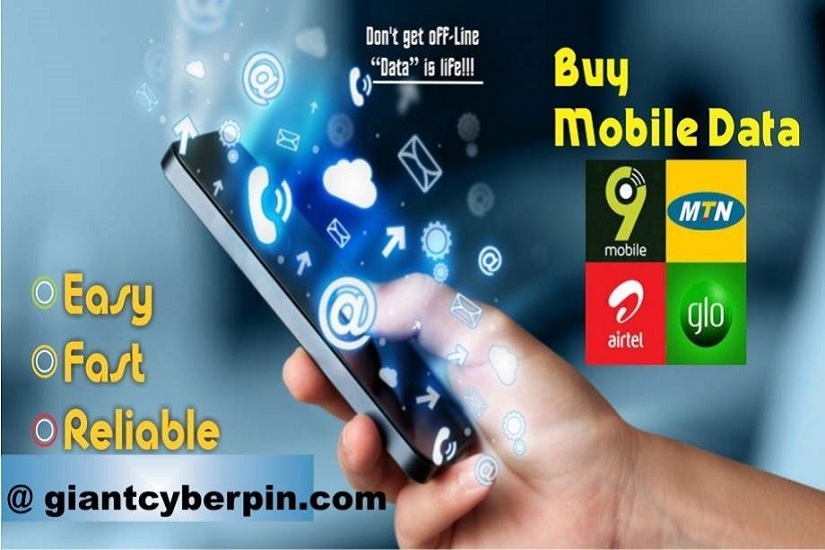 Don't get off-Line
“Data” is life!!!
Buy
Mobile Data
9
mobile
MTN
airtel
glo
Easy
Fast
Reliable
@ giantcyberpin.com